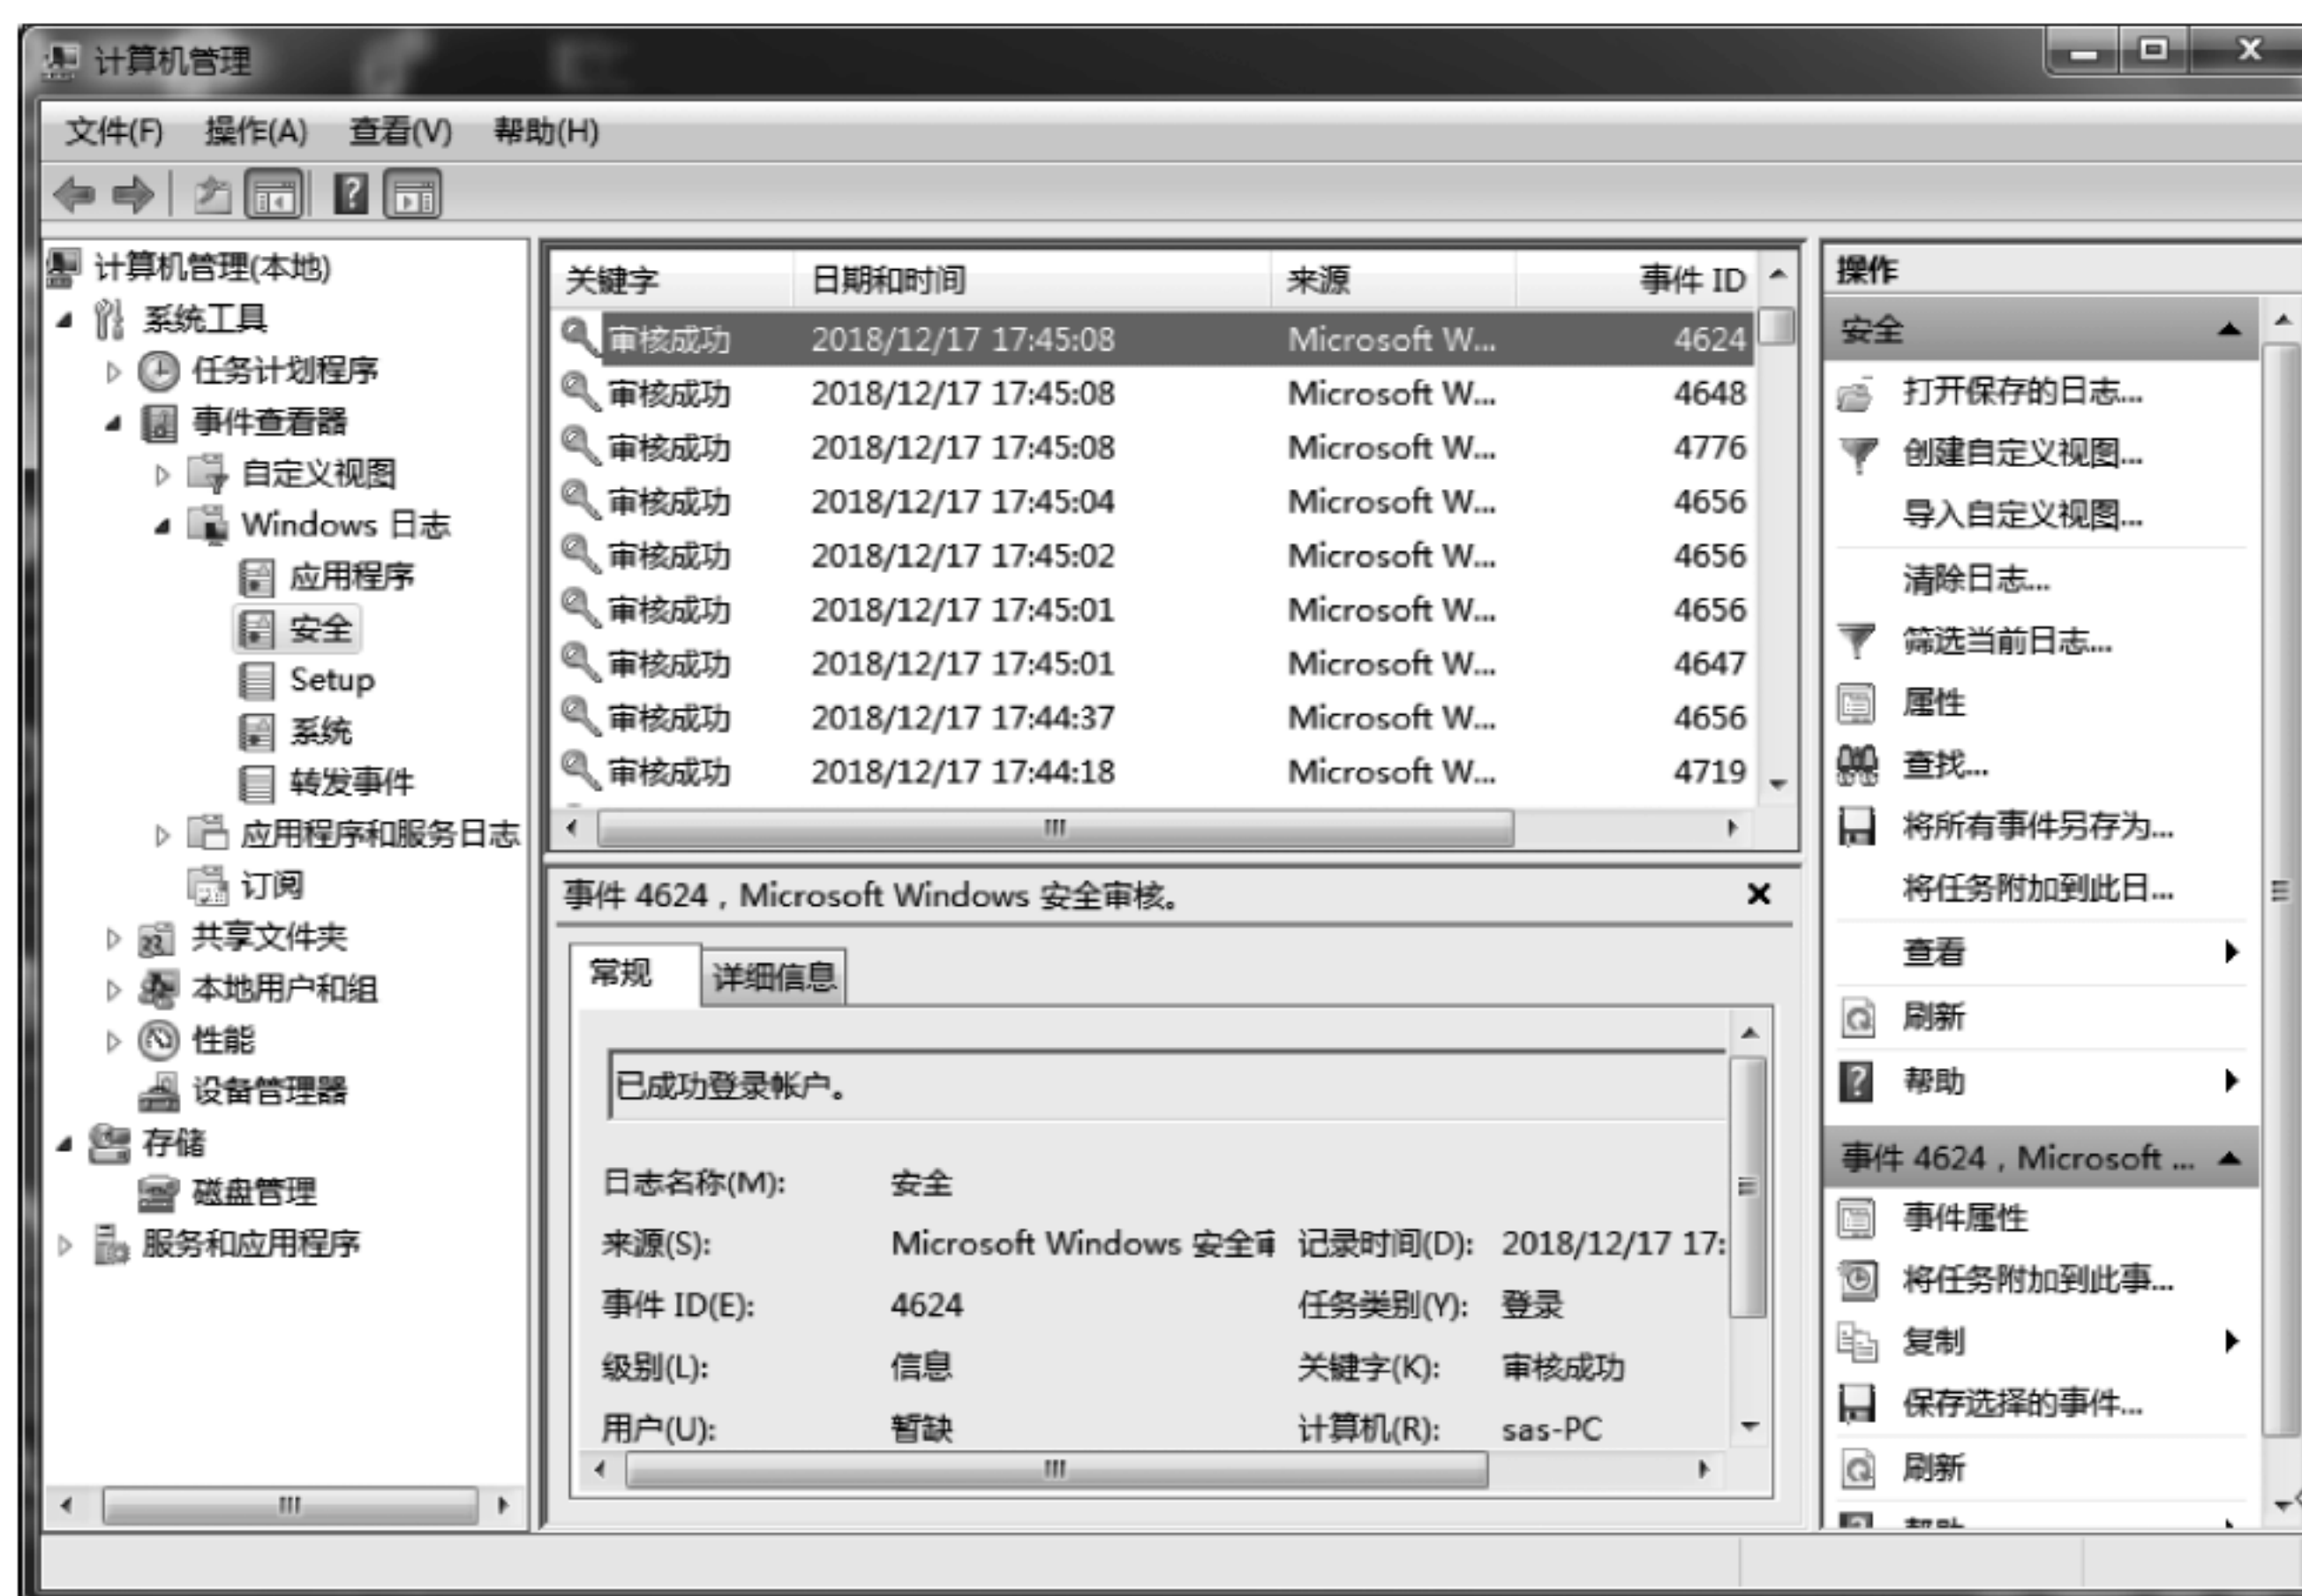 计算机管理
文件(F) 操作(A) 查看(V) 帮助(H)
计算机管理(本地)
系统工具
任务计划程序
事件查看器
自定义视图
Windows 日志
应用程序
安全
Setup
系统
转发事件
应用程序和服务日志
订阅
共享文件夹
本地用户和组
性能
设备管理器
存储
磁盘管理
服务和应用程序
关键字 日期和时间 来源 事件 ID
审核成功 2018/12/17 17:45:08 Microsoft W... 4624
审核成功 2018/12/17 17:45:08 Microsoft W... 4648
审核成功 2018/12/17 17:45:08 Microsoft W... 4776
审核成功 2018/12/17 17:45:04 Microsoft W... 4656
审核成功 2018/12/17 17:45:02 Microsoft W... 4656
审核成功 2018/12/17 17:45:01 Microsoft W... 4656
审核成功 2018/12/17 17:45:01 Microsoft W... 4647
审核成功 2018/12/17 17:44:37 Microsoft W... 4656
审核成功 2018/12/17 17:44:18 Microsoft W... 4719
事件 4624，Microsoft Windows 安全审核。
常规 详细信息
已成功登录帐户。
日志名称(M): 安全
来源(S): Microsoft Windows 安全审 记录时间(D): 2018/12/17 17:
事件 ID(E): 4624 任务类别(Y): 登录
级别(L): 信息 关键字(K): 审核成功
用户(U): 暂缺 计算机(R): sas-PC
操作
安全
打开保存的日志...
创建自定义视图...
导入自定义视图...
清除日志...
筛选当前日志...
属性
查找...
将所有事件另存为...
将任务附加到此日...
查看
刷新
帮助
事件 4624，Microsoft ...
事件属性
将任务附加到此事...
复制
保存选择的事件...
刷新
帮助